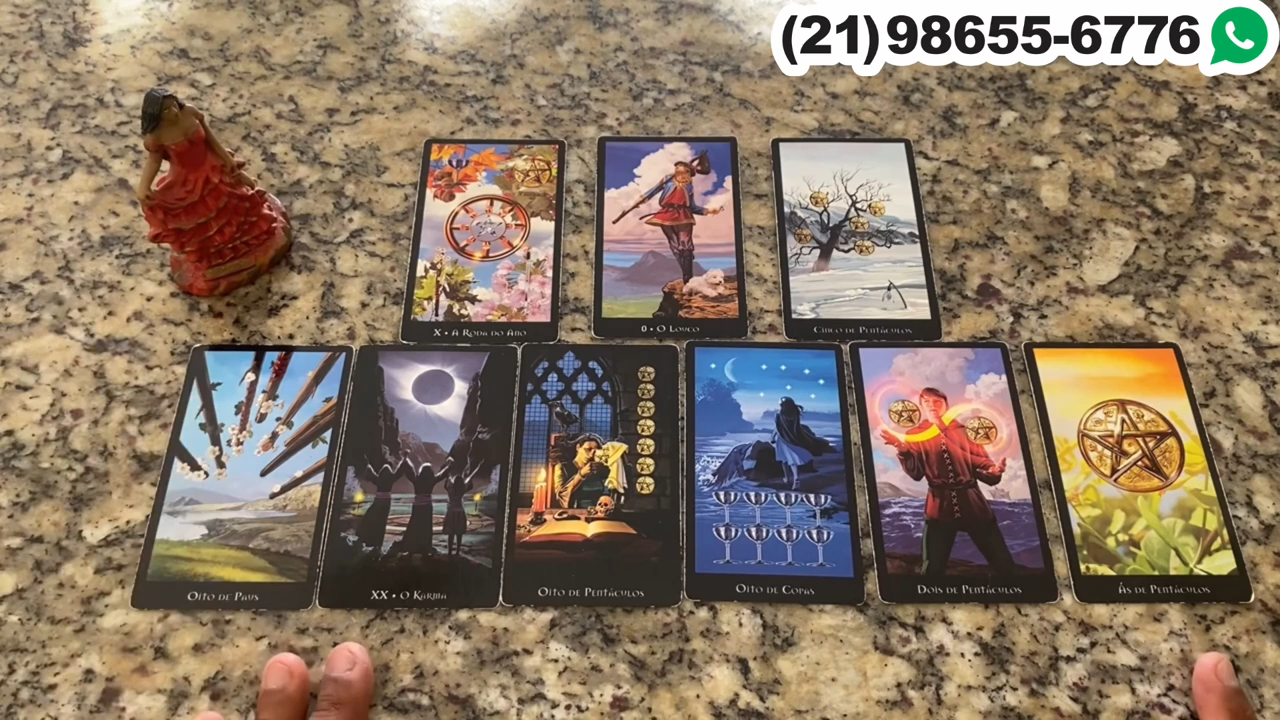 (21)98655-6776
X • A Roda do Ano
0 • O Louco
Cinco de Pentáculos
Oito de Paus
XX • O Karma
Oito de Pentáculos
Oito de Copas
Dois de Pentáculos
Ás de Pentáculos